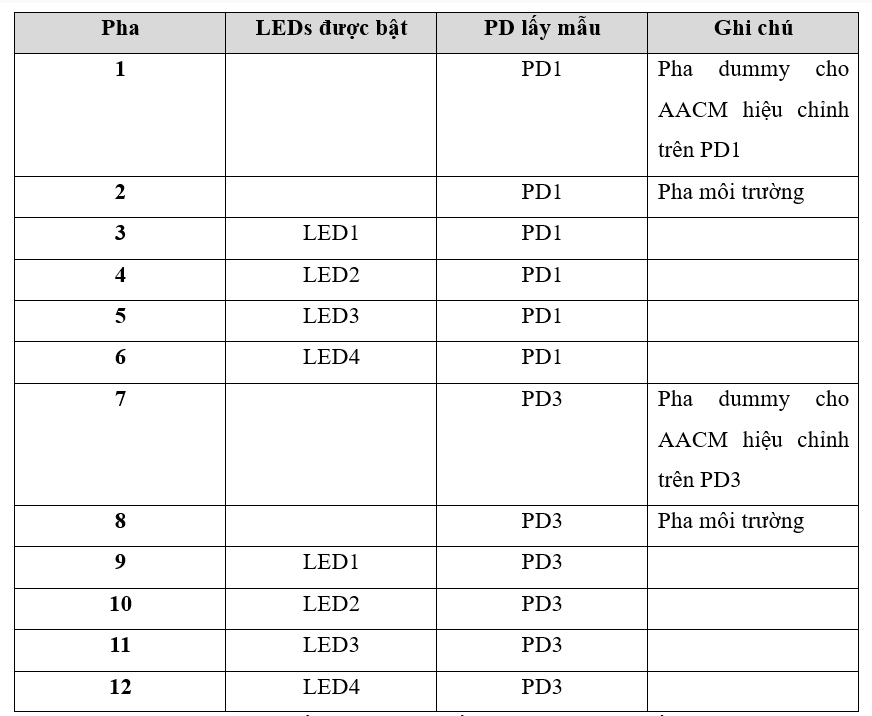 Pha LEDs được bật PD lấy mẫu Ghi chú
1 PD1 Pha dummy cho
AACM hiệu chỉnh
trên PD1
2 PD1 Pha môi trường
3 LED1 PD1
4 LED2 PD1
5 LED3 PD1
6 LED4 PD1
7 PD3 Pha dummy cho
AACM hiệu chỉnh
trên PD3
8 PD3 Pha môi trường
9 LED1 PD3
10 LED2 PD3
11 LED3 PD3
12 LED4 PD3